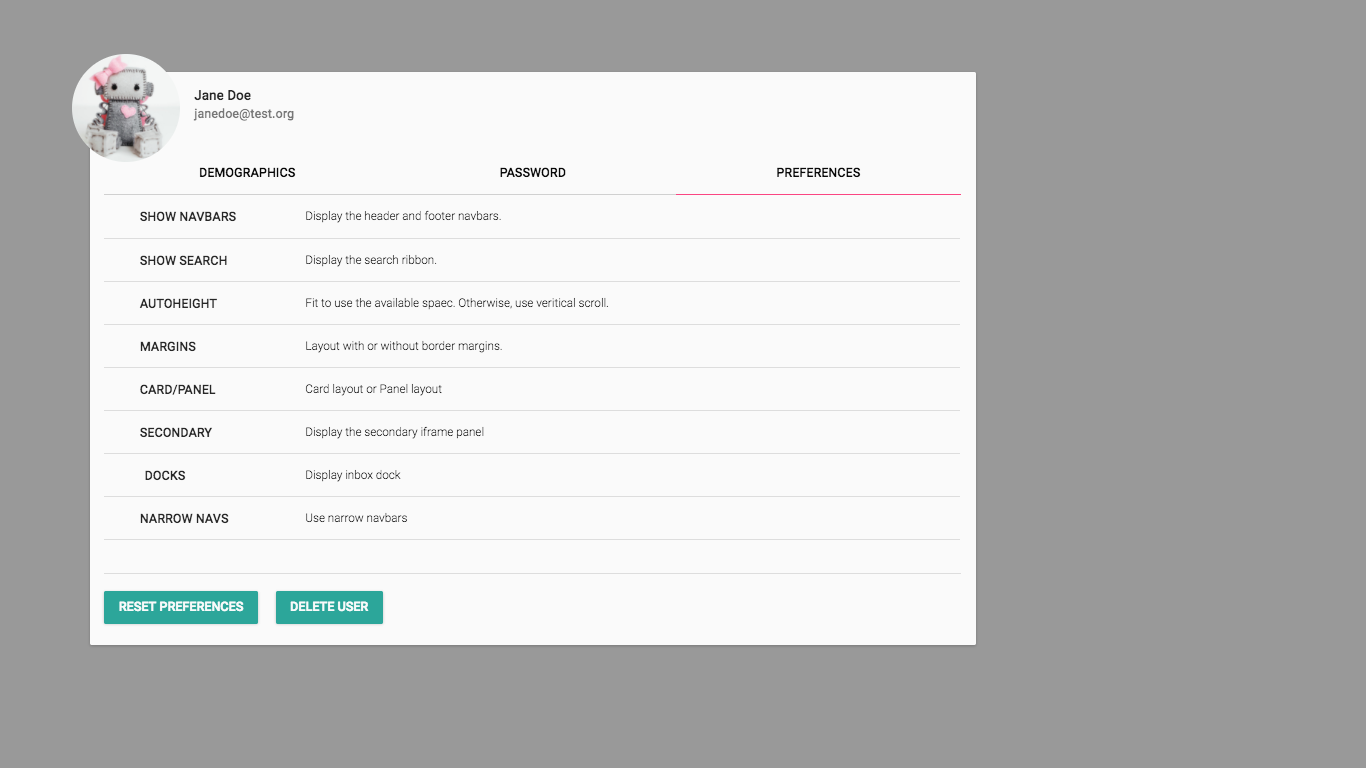 Jane Doe
janedoe@test.org
DEMOGRAPHICS PASSWORD PREFERENCES
SHOW NAVBARS Display the header and footer navbars.
SHOW SEARCH Display the search ribbon.
AUTOHEIGHT Fit to use the available spaec. Otherwise, use veritical scroll.
MARGINS Layout with or without border margins.
CARD/PANEL Card layout or Panel layout
SECONDARY Display the secondary iframe panel
DOCKS Display inbox dock
NARROW NAVS Use narrow navbars
RESET PREFERENCES DELETE USER